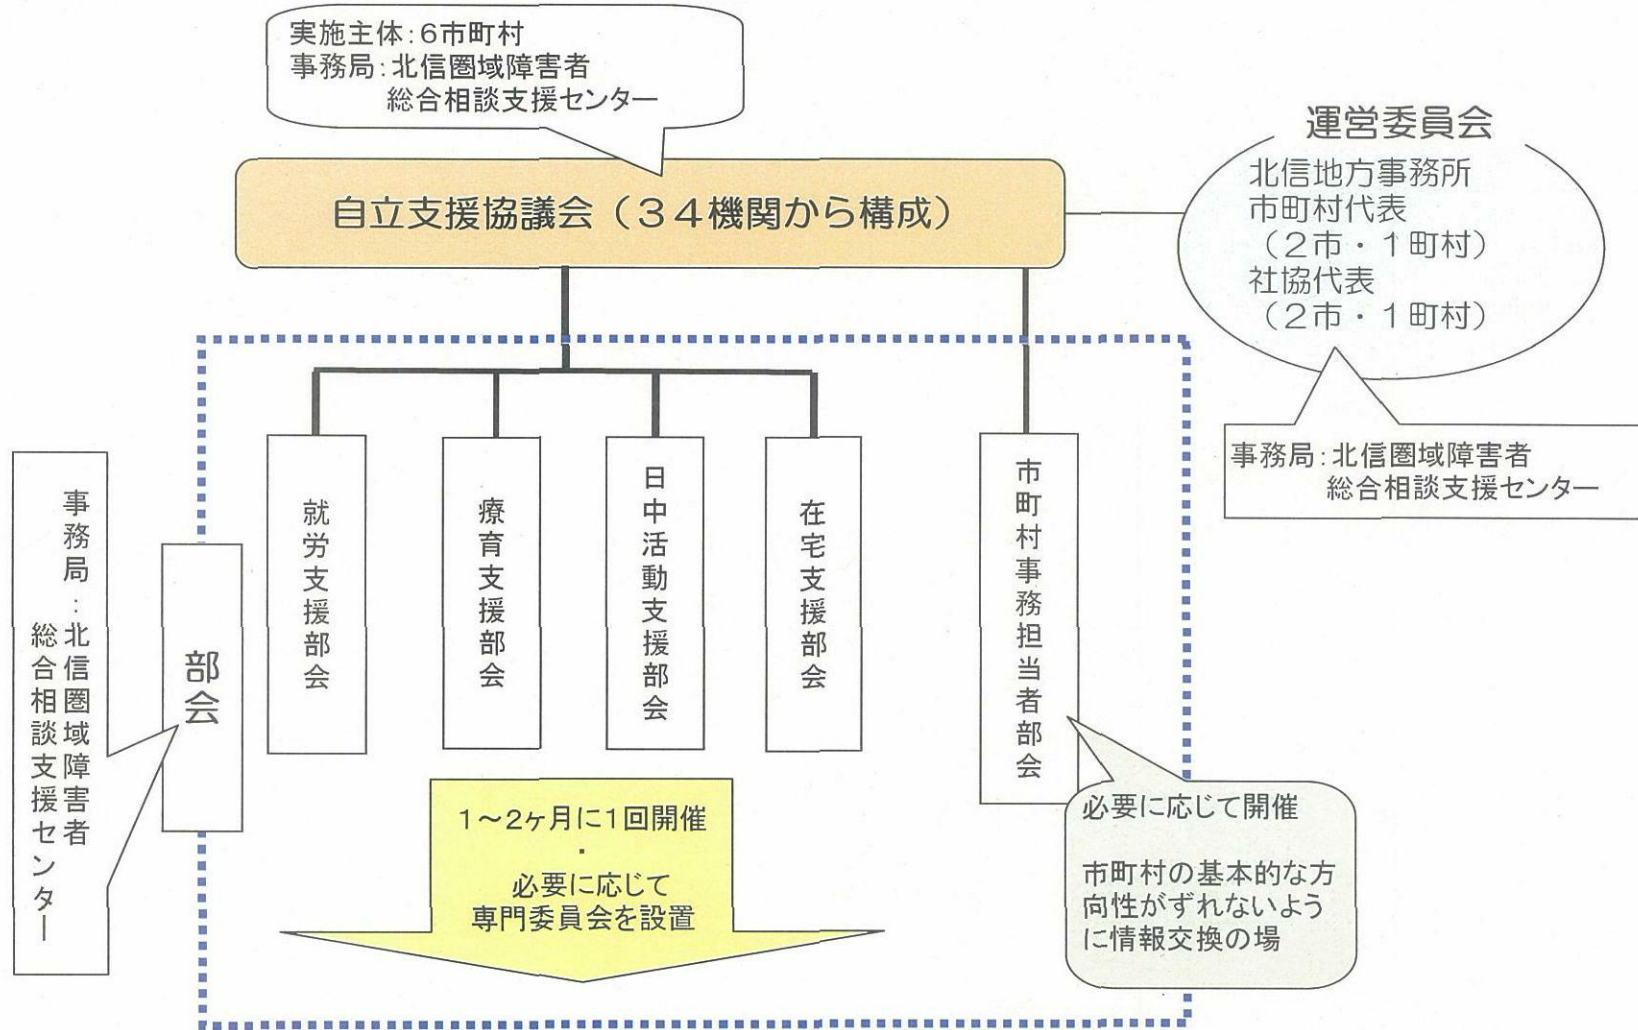 実施主体:6市町村
事務局:北信圏域障害者
総合相談支援センター
自立支援協議会(34機関から構成)
運営委員会
北信地方事務所
市町村代表
(2市・1町村)
社協代表
(2市・1町村)
事務局:北信圏域障害者
総合相談支援センター
事務局:北信圏域障害者
総合相談支援センター
部会
就労支援部会
療育支援部会
日中活動支援部会
在宅支援部会
市町村事務担当者部会
1~2ヶ月に1回開催
・
必要に応じて
専門委員会を設置
必要に応じて開催
市町村の基本的な方
向性がずれないよう
に情報交換の場